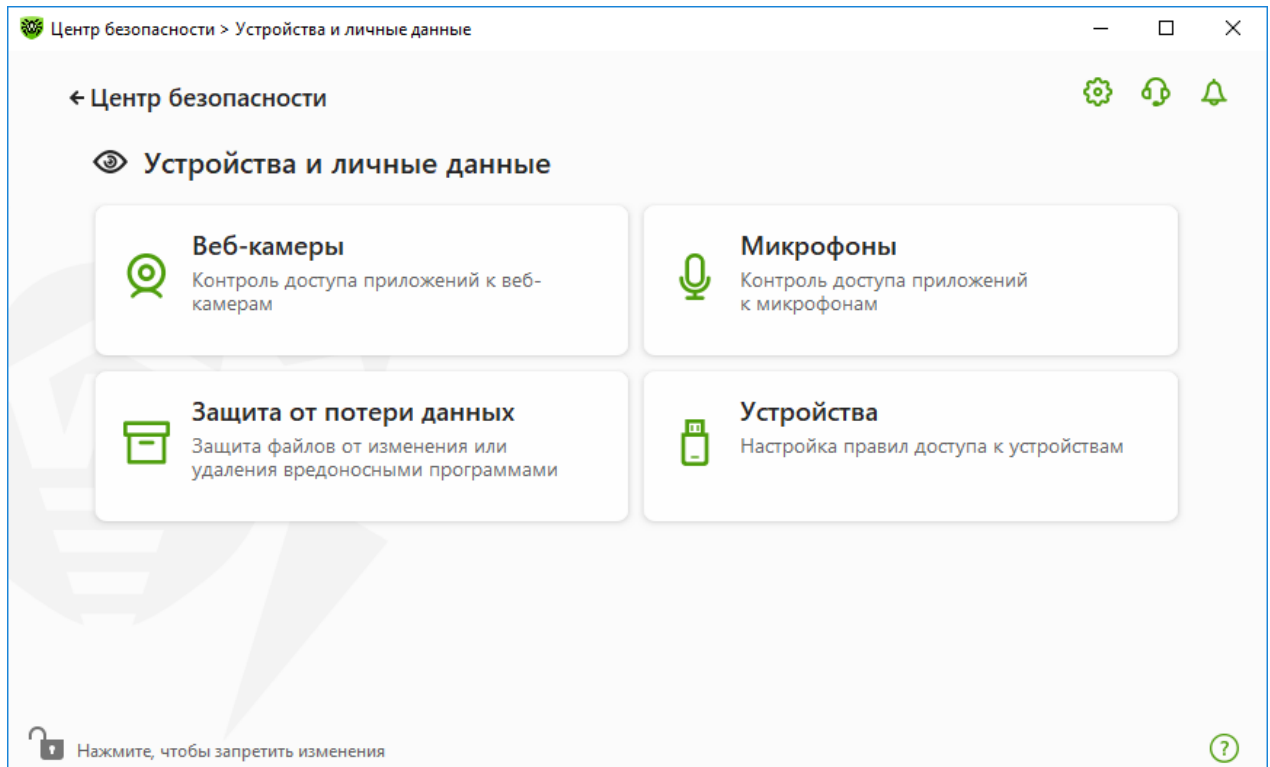 Центр безопасности > Устройства и личные данные
Центр безопасности
Устройства и личные данные
Веб-камеры
Контроль доступа приложений к веб-
камерам
Микрофоны
Контроль доступа приложений
к микрофонам
Защита от потери данных
Защита файлов от изменения или
удаления вредоносными программами
Устройства
Настройка правил доступа к устройствам
Нажмите, чтобы запретить изменения
?